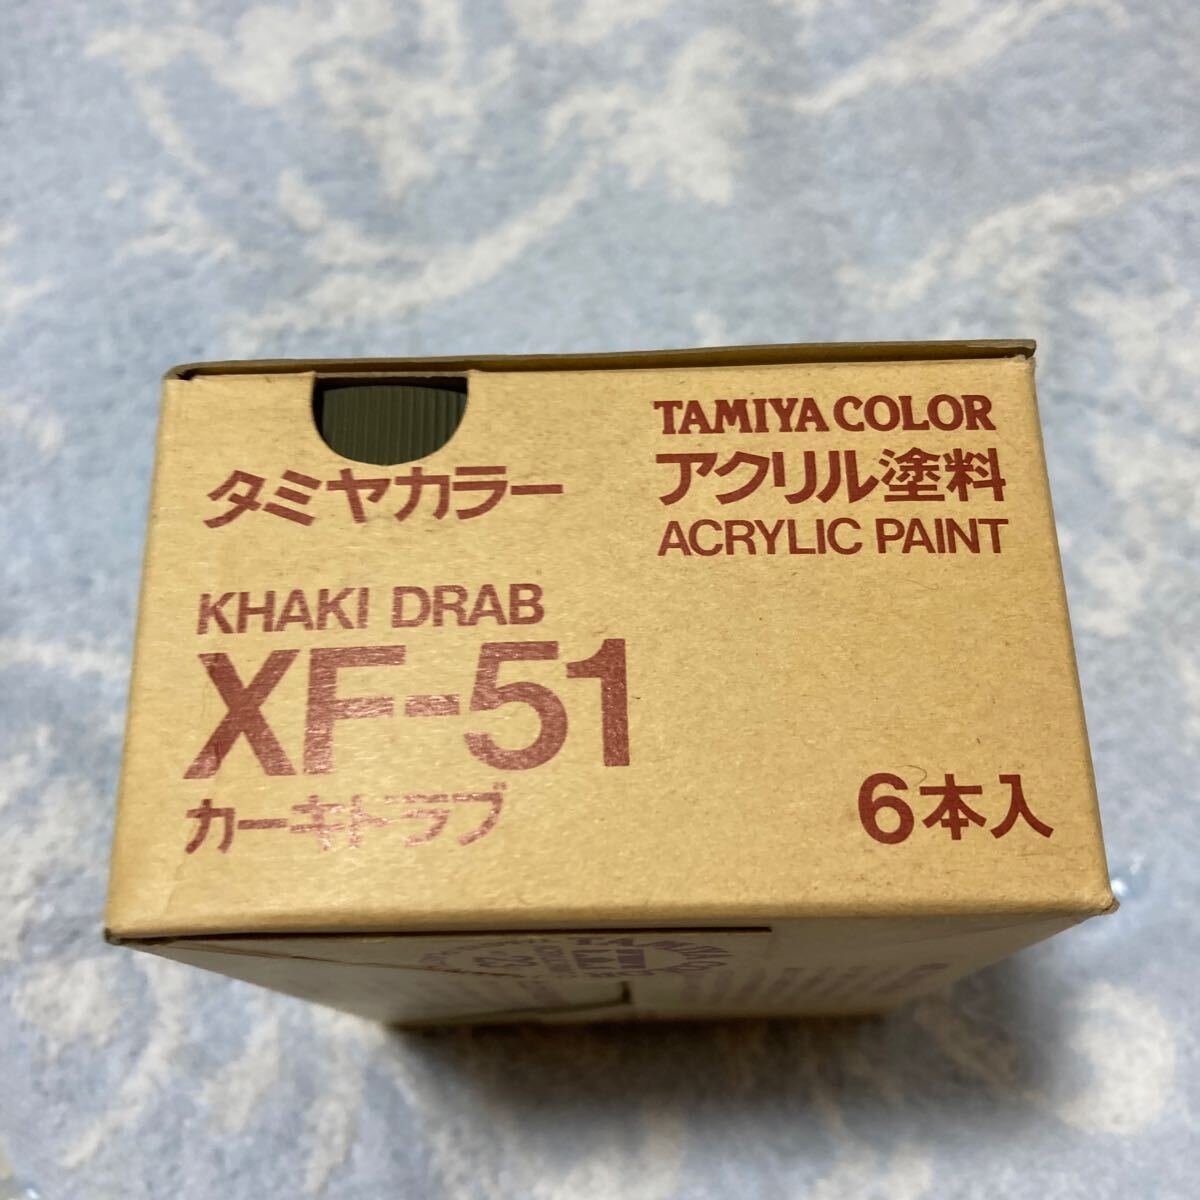 タミヤカラー
TAMIYA COLOR
アクリル塗料
ACRYLIC PAINT
KHAKI DRAB
XF-51
カーキドラブ
6本入